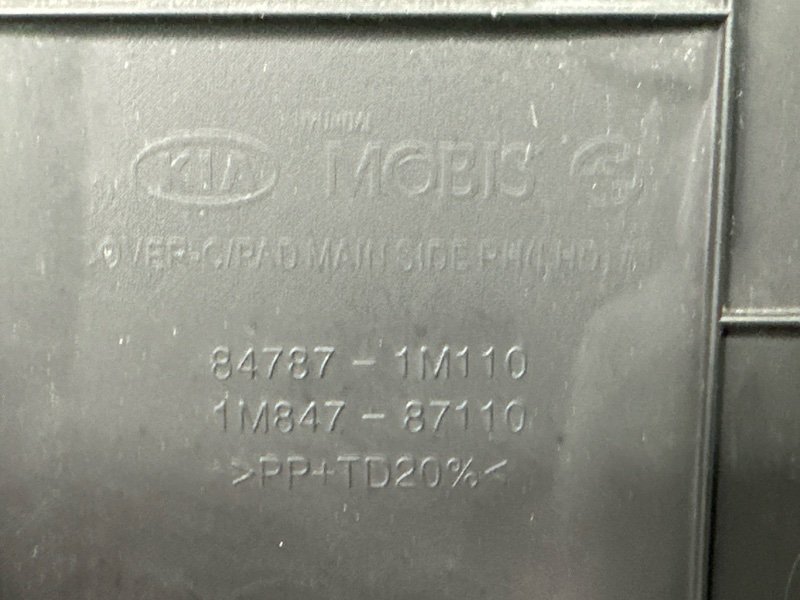 KIA MOBIS
COVER-C/PAD MAIN SIDE RH(LHD,
84787-1M110
1M847-87110
>PP+TD20%<